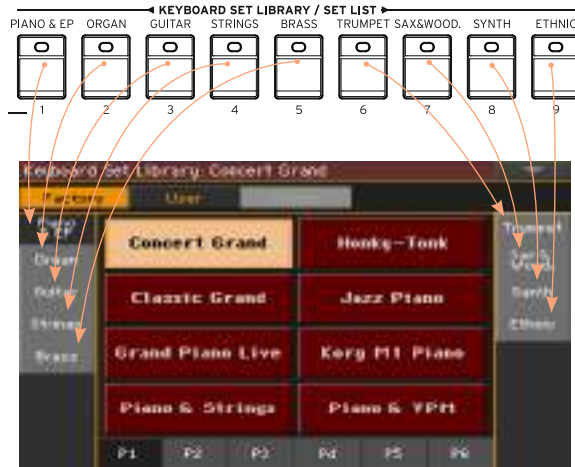 KEYBOARD SET LIBRARY / SET LIST
PIANO & EP ORGAN GUITAR STRINGS BRASS TRUMPET SAX&WOOD. SYNTH ETHNIC
1 2 3 4 5 6 7 8 9
Keyboard Set Library: Concert Grand
Factory User
Organ
Guitar
Strings
Brass
Concert Grand Honky-Tonk
Classic Grand Jazz Piano
Grand Piano Live Korg M1 Piano
Piano & Strings Piano & VPM
Trumpet
Synth
Ethnic
P1 P2 P3 P4 P5 P6